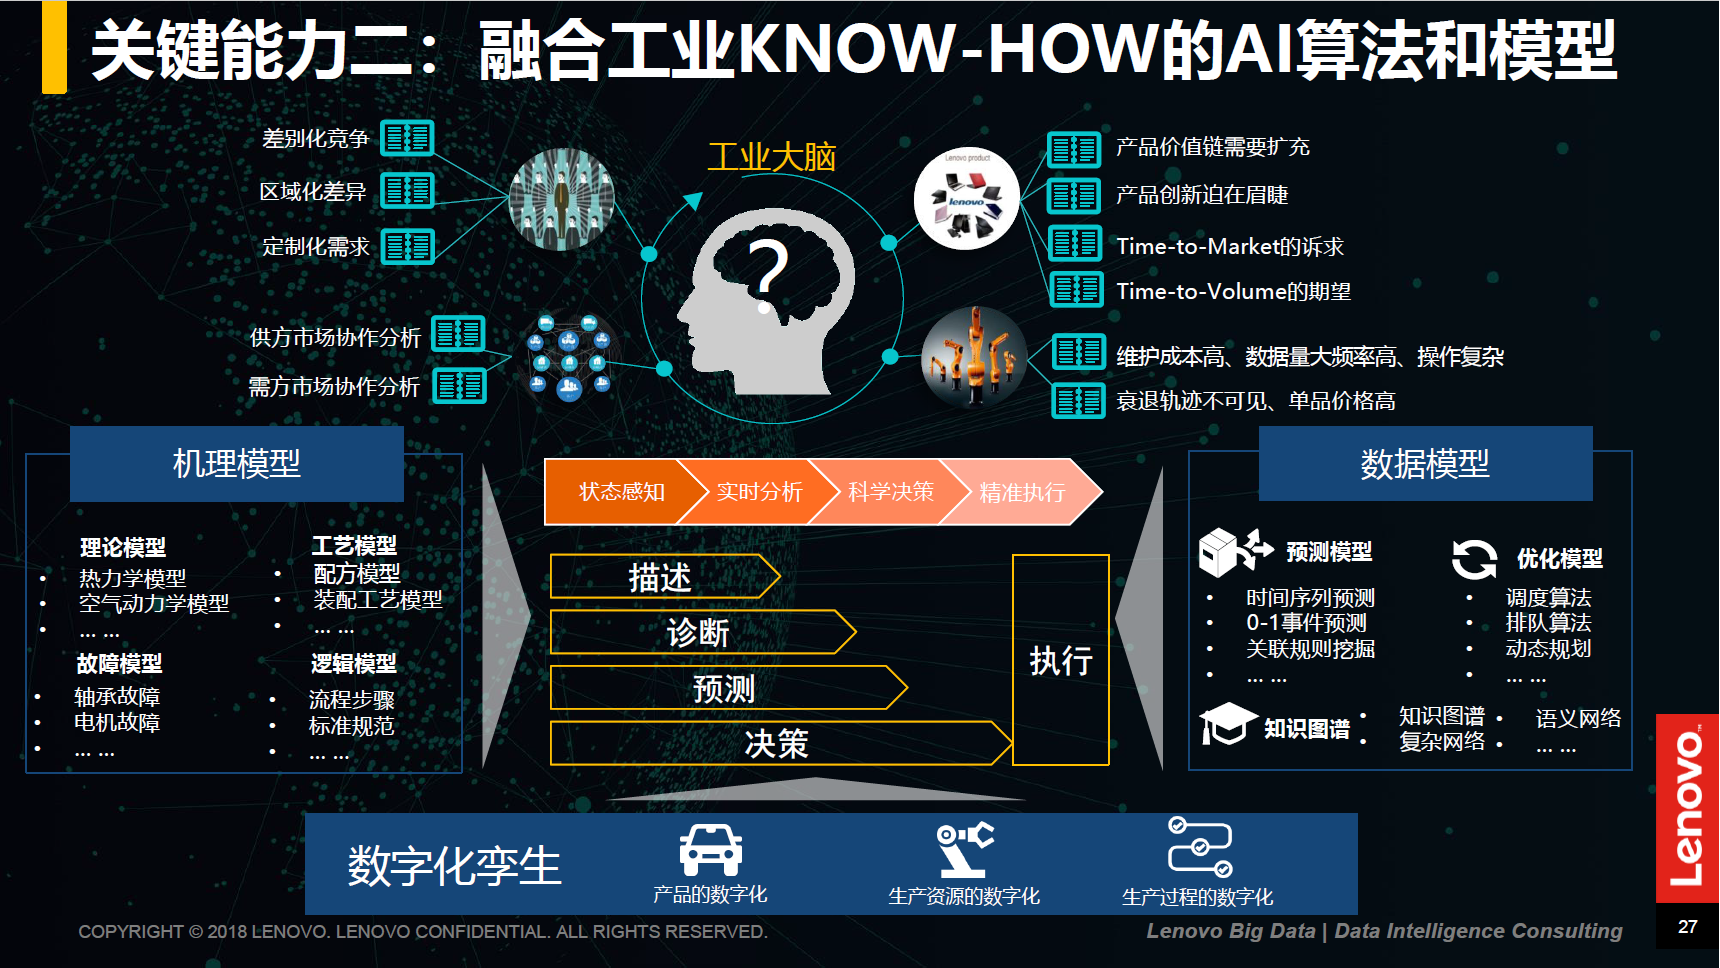 关键能力二：融合工业KNOW-HOW的AI算法和模型
差别化竞争
区域化差异
定制化需求
供方市场协作分析
需方市场协作分析
工业大脑
?
Lenovo product
lenovo
产品价值链需要扩充
产品创新迫在眉睫
Time-to-Market的诉求
Time-to-Volume的期望
维护成本高、数据量大频率高、操作复杂
衰退轨迹不可见、单品价格高
机理模型
理论模型
• 热力学模型
• 空气动力学模型
• ... ...
工艺模型
• 配方模型
• 装配工艺模型
• ... ...
故障模型
• 轴承故障
• 电机故障
• ... ...
逻辑模型
• 流程步骤
• 标准规范
• ... ...
状态感知
实时分析
科学决策
精准执行
描述
诊断
预测
决策
执行
数据模型
预测模型
• 时间序列预测
• 0-1事件预测
• 关联规则挖掘
• ... ...
优化模型
• 调度算法
• 排队算法
• 动态规划
• ... ...
知识图谱
• 知识图谱
• 复杂网络
• 语义网络
• ... ...
数字化孪生
产品的数字化
生产资源的数字化
生产过程的数字化
Lenovo™
COPYRIGHT © 2018 LENOVO. LENOVO CONFIDENTIAL. ALL RIGHTS RESERVED.
Lenovo Big Data | Data Intelligence Consulting
27